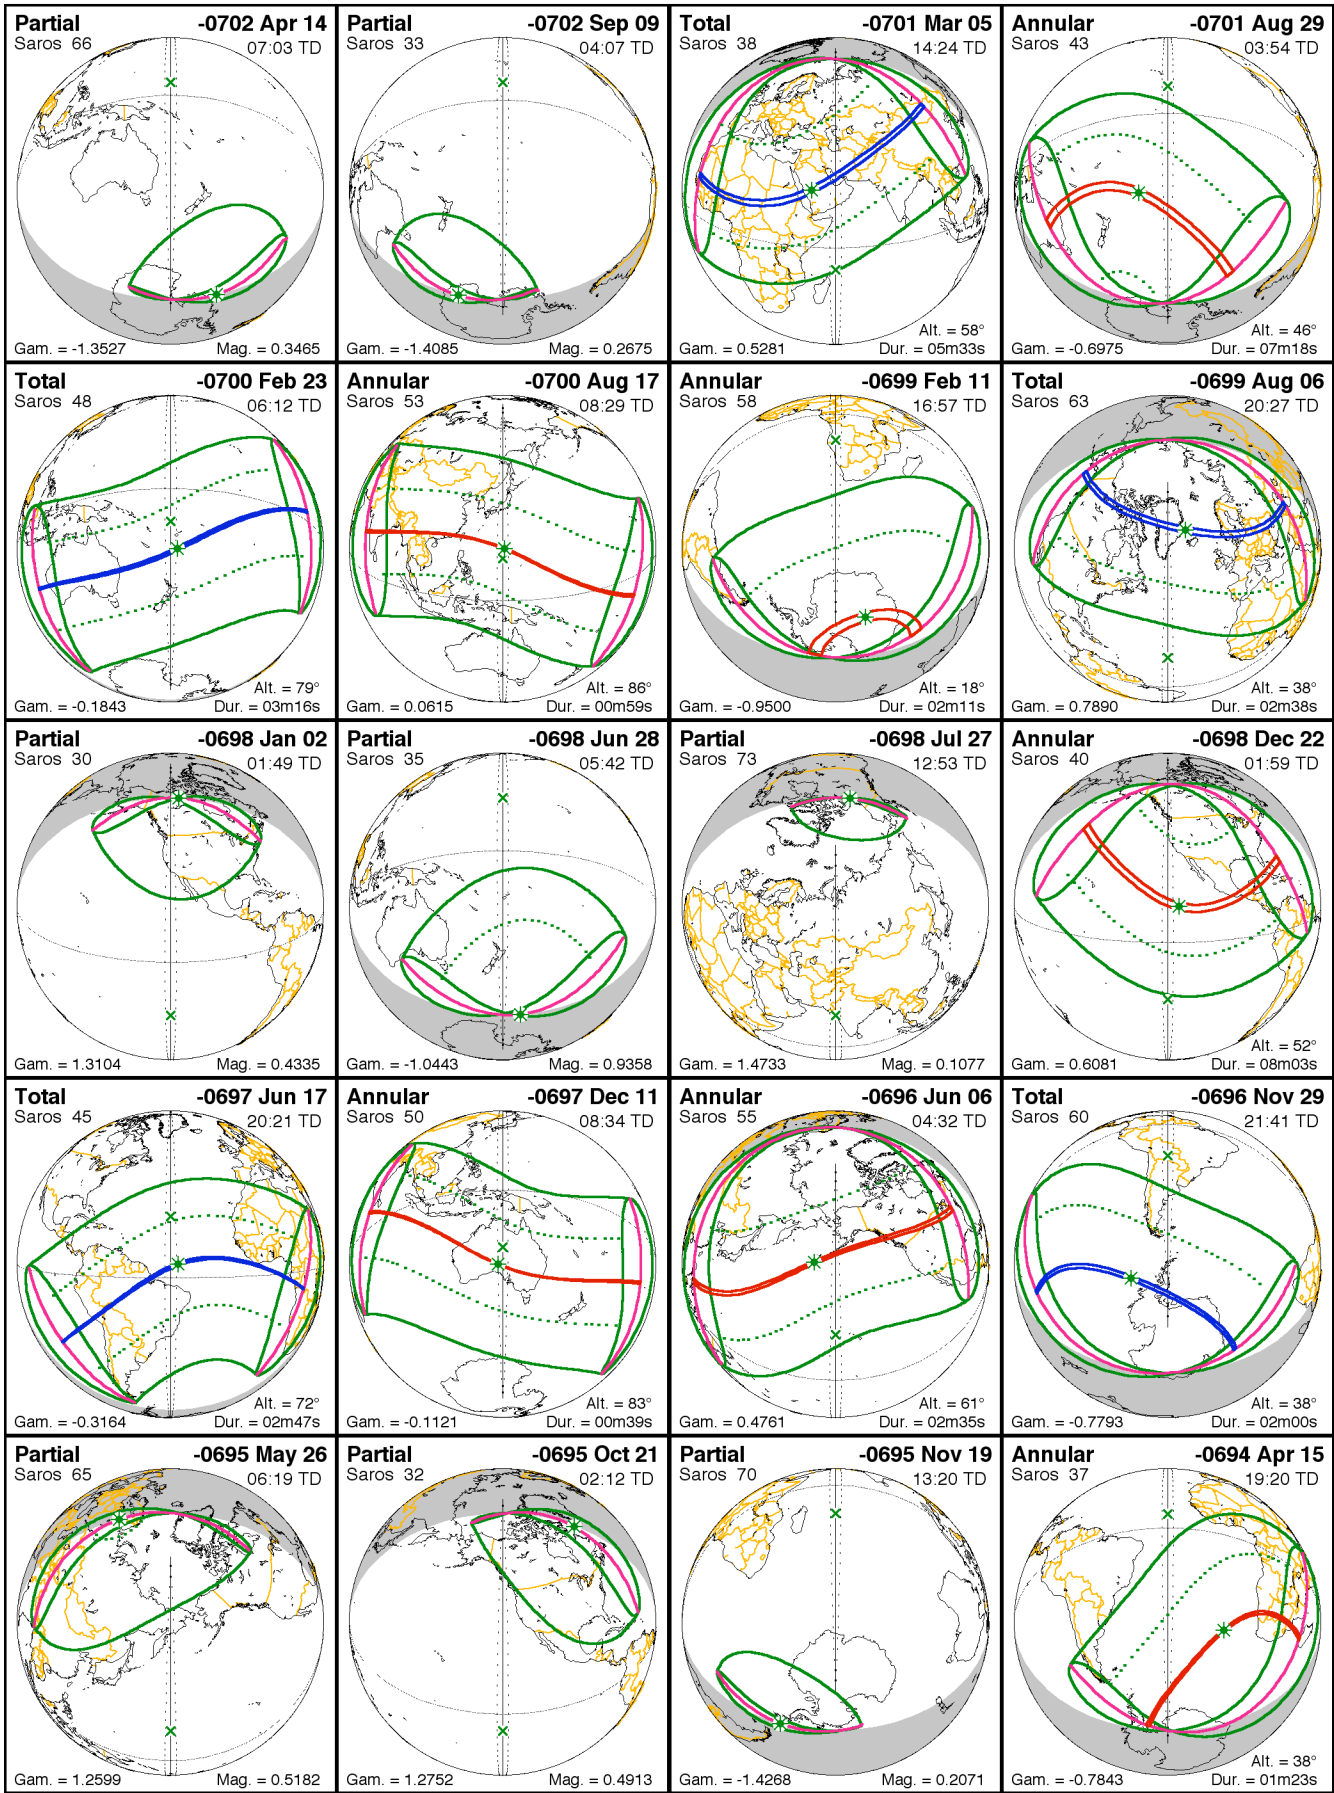 Partial -0702 Apr 14
Saros 66 07:03 TD
Gam. = -1.3527 Mag. = 0.3465
Partial -0702 Sep 09
Saros 33 04:07 TD
Gam. = -1.4085 Mag. = 0.2675
Total -0701 Mar 05
Saros 38 14:24 TD
Alt. = 58°
Gam. = 0.5281 Dur. = 05m33s
Annular -0701 Aug 29
Saros 43 03:54 TD
Alt. = 46°
Gam. = -0.6975 Dur. = 07m18s
Total -0700 Feb 23
Saros 48 06:12 TD
Alt. = 79°
Gam. = -0.1843 Dur. = 03m16s
Annular -0700 Aug 17
Saros 53 08:29 TD
Alt. = 86°
Gam. = 0.0615 Dur. = 00m59s
Annular -0699 Feb 11
Saros 58 16:57 TD
Alt. = 18°
Gam. = -0.9500 Dur. = 02m11s
Total -0699 Aug 06
Saros 63 20:27 TD
Alt. = 38°
Gam. = 0.7890 Dur. = 02m38s
Partial -0698 Jan 02
Saros 30 01:49 TD
Gam. = 1.3104 Mag. = 0.4335
Partial -0698 Jun 28
Saros 35 05:42 TD
Gam. = -1.0443 Mag. = 0.9358
Partial -0698 Jul 27
Saros 73 12:53 TD
Gam. = 1.4733 Mag. = 0.1077
Annular -0698 Dec 22
Saros 40 01:59 TD
Alt. = 52°
Gam. = 0.6081 Dur. = 08m03s
Total -0697 Jun 17
Saros 45 20:21 TD
Alt. = 72°
Gam. = -0.3164 Dur. = 02m47s
Annular -0697 Dec 11
Saros 50 08:34 TD
Alt. = 83°
Gam. = -0.1121 Dur. = 00m39s
Annular -0696 Jun 06
Saros 55 04:32 TD
Alt. = 61°
Gam. = 0.4761 Dur. = 02m35s
Total -0696 Nov 29
Saros 60 21:41 TD
Alt. = 38°
Gam. = -0.7793 Dur. = 02m00s
Partial -0695 May 26
Saros 65 06:19 TD
Gam. = 1.2599 Mag. = 0.5182
Partial -0695 Oct 21
Saros 32 02:12 TD
Gam. = 1.2752 Mag. = 0.4913
Partial -0695 Nov 19
Saros 70 13:20 TD
Gam. = -1.4268 Mag. = 0.2071
Annular -0694 Apr 15
Saros 37 19:20 TD
Alt. = 38°
Gam. = -0.7843 Dur. = 01m23s